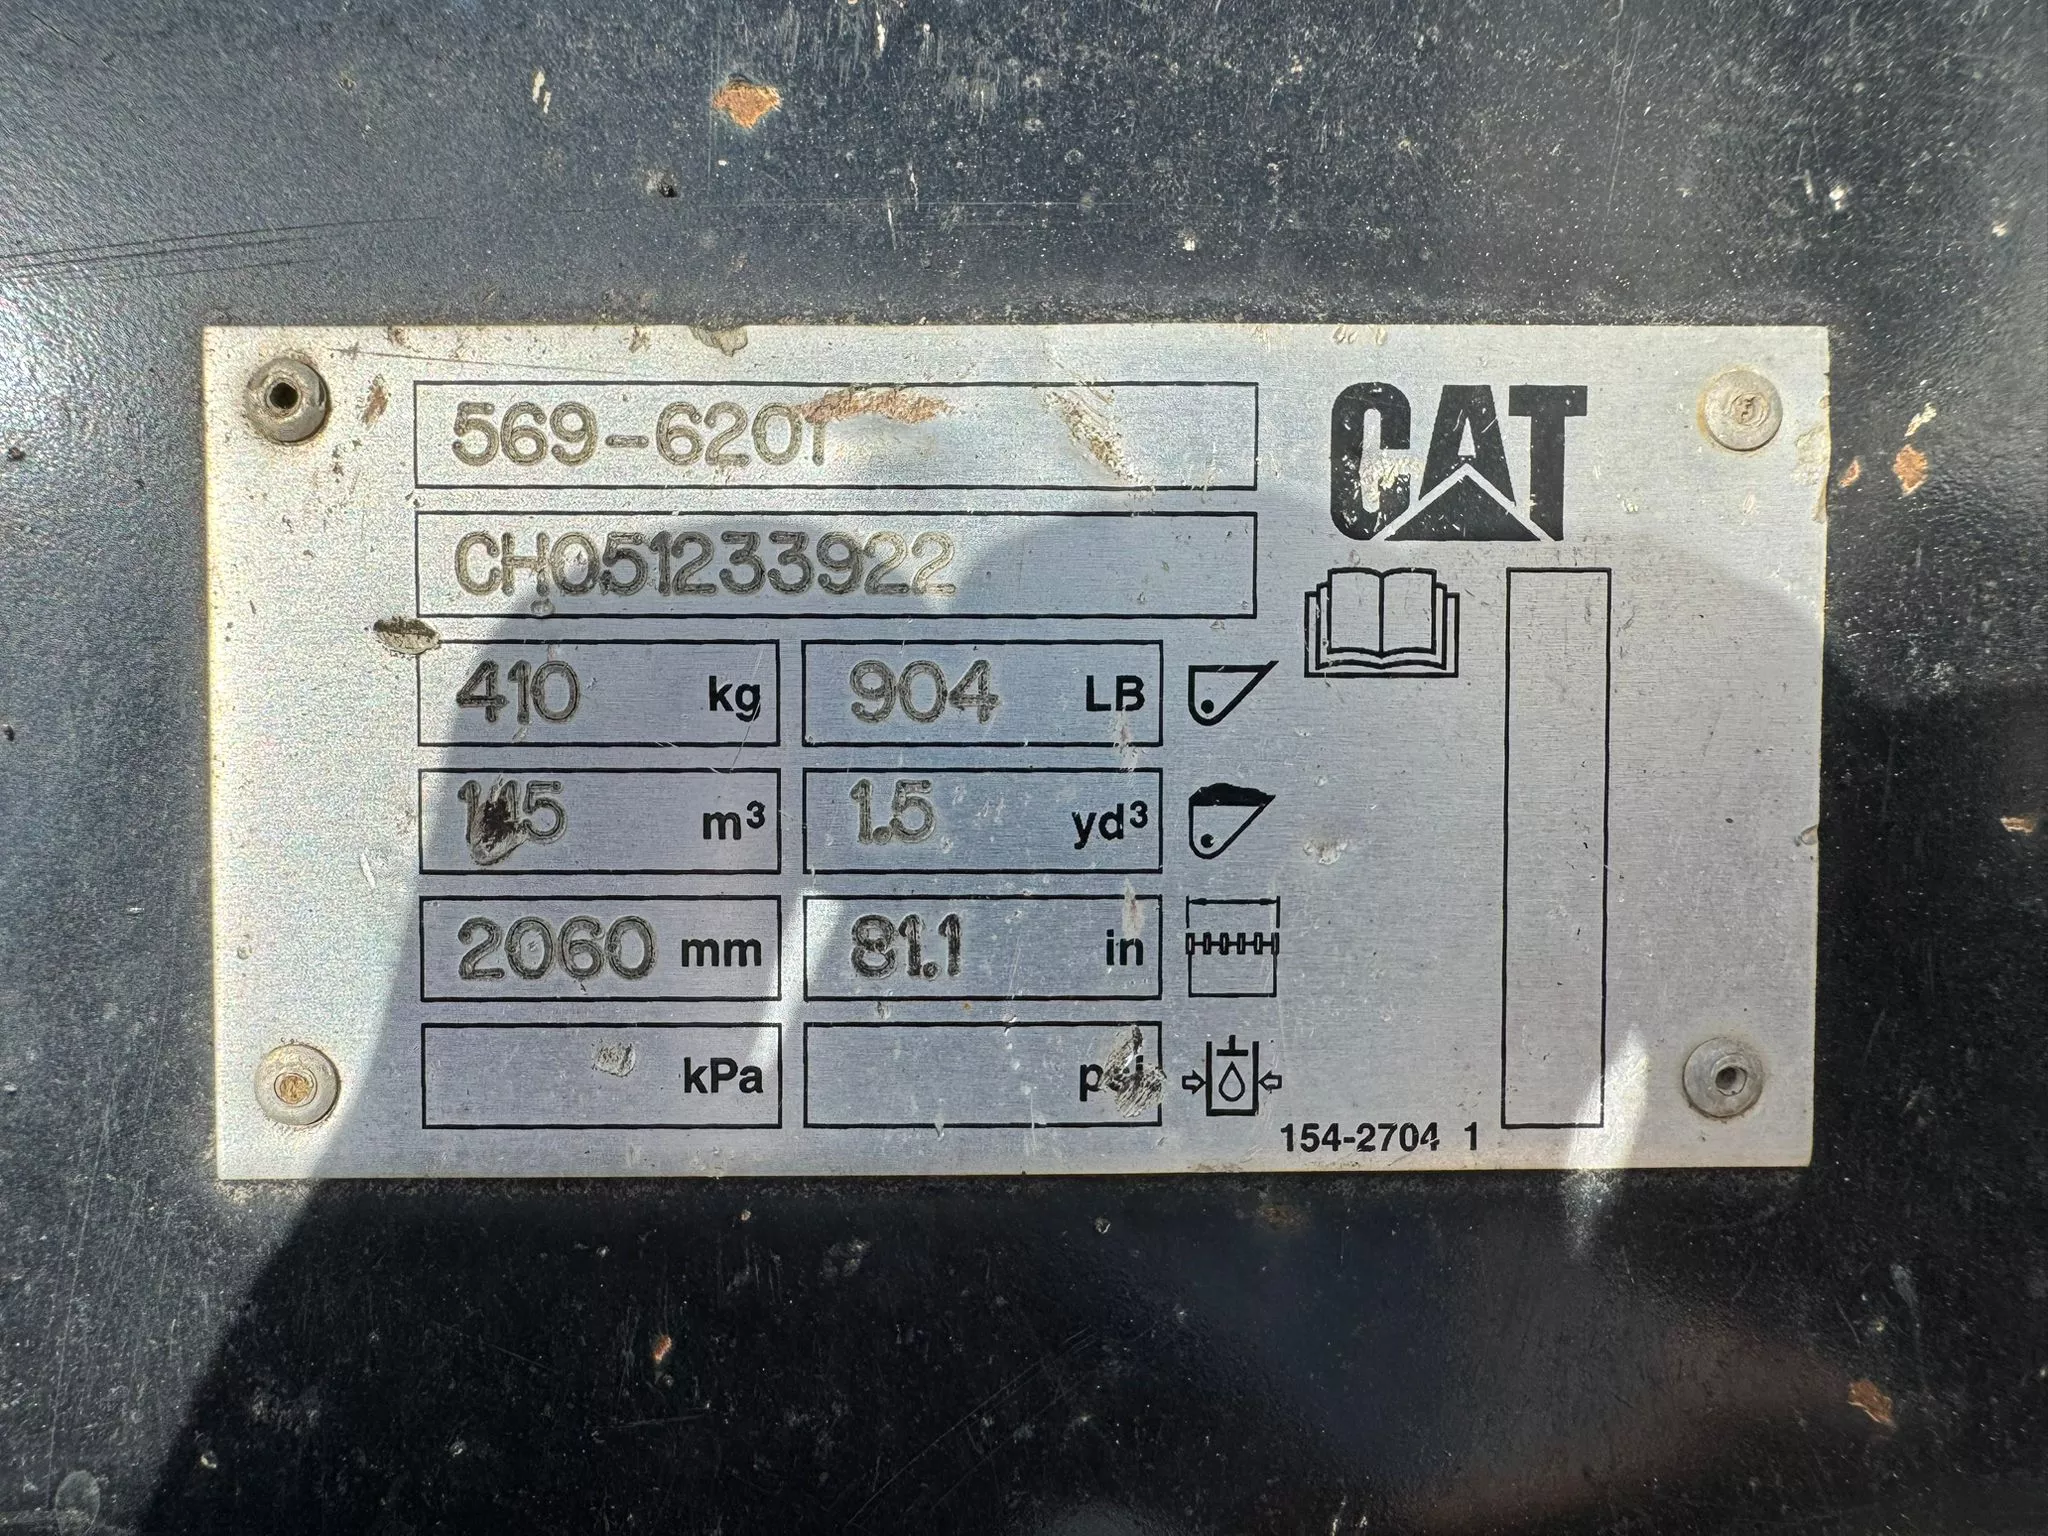 569-6201
CAT
CH051233922
410 kg 904 LB
m³ 1.5 yd³
2060 mm 81.1 in
kPa psi
154-2704 1